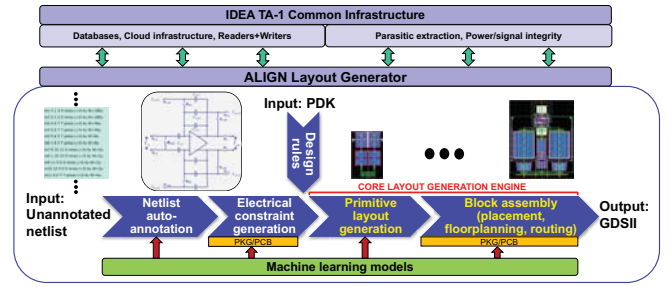 IDEA TA-1 Common Infrastructure
Databases, Cloud infrastructure, Readers+Writers
Parasitic extraction, Power/signal integrity
ALIGN Layout Generator
Input: PDK
Design
rules
CORE LAYOUT GENERATION ENGINE
Input:
Unannotated
netlist
Netlist
auto-
annotation
Electrical
constraint
generation
Primitive
layout
generation
Block assembly
(placement,
floorplanning, routing)
Output:
GDSII
PKG/PCB
PKG/PCB
Machine learning models